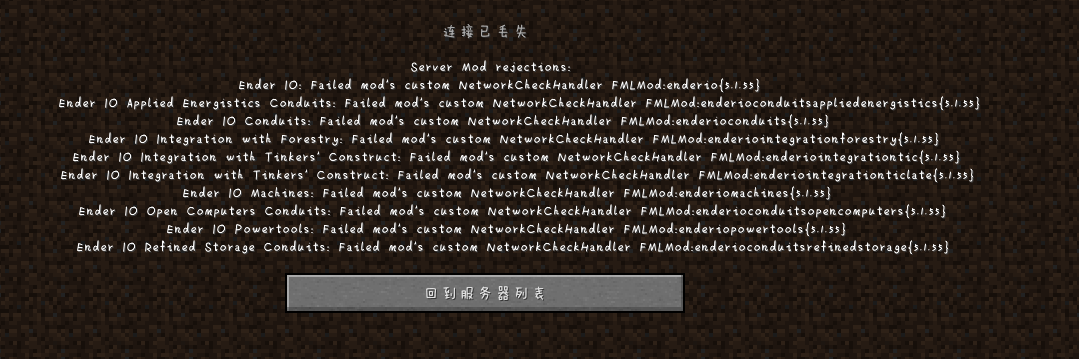 连接已丢失
Server Mod rejections:
Ender IO: Failed mod's custom NetworkCheckHandler FMLMod:enderio{5.1.55}
Ender IO Applied Energistics Conduits: Failed mod's custom NetworkCheckHandler FMLMod:enderioconduitsappliedenergistics{5.1.55}
Ender IO Conduits: Failed mod's custom NetworkCheckHandler FMLMod:enderioconduits{5.1.55}
Ender IO Integration with Forestry: Failed mod's custom NetworkCheckHandler FMLMod:enderiointegrationforestry{5.1.55}
Ender IO Integration with Tinkers' Construct: Failed mod's custom NetworkCheckHandler FMLMod:enderiointegrationtic{5.1.55}
Ender IO Integration with Tinkers' Construct: Failed mod's custom NetworkCheckHandler FMLMod:enderiointegrationticlate{5.1.55}
Ender IO Machines: Failed mod's custom NetworkCheckHandler FMLMod:enderiomachines{5.1.55}
Ender IO Open Computers Conduits: Failed mod's custom NetworkCheckHandler FMLMod:enderioconduitsopencomputers{5.1.55}
Ender IO Powertools: Failed mod's custom NetworkCheckHandler FMLMod:enderiopowertools{5.1.55}
Ender IO Refined Storage Conduits: Failed mod's custom NetworkCheckHandler FMLMod:enderioconduitsrefinedstorage{5.1.55}
回到服务器列表